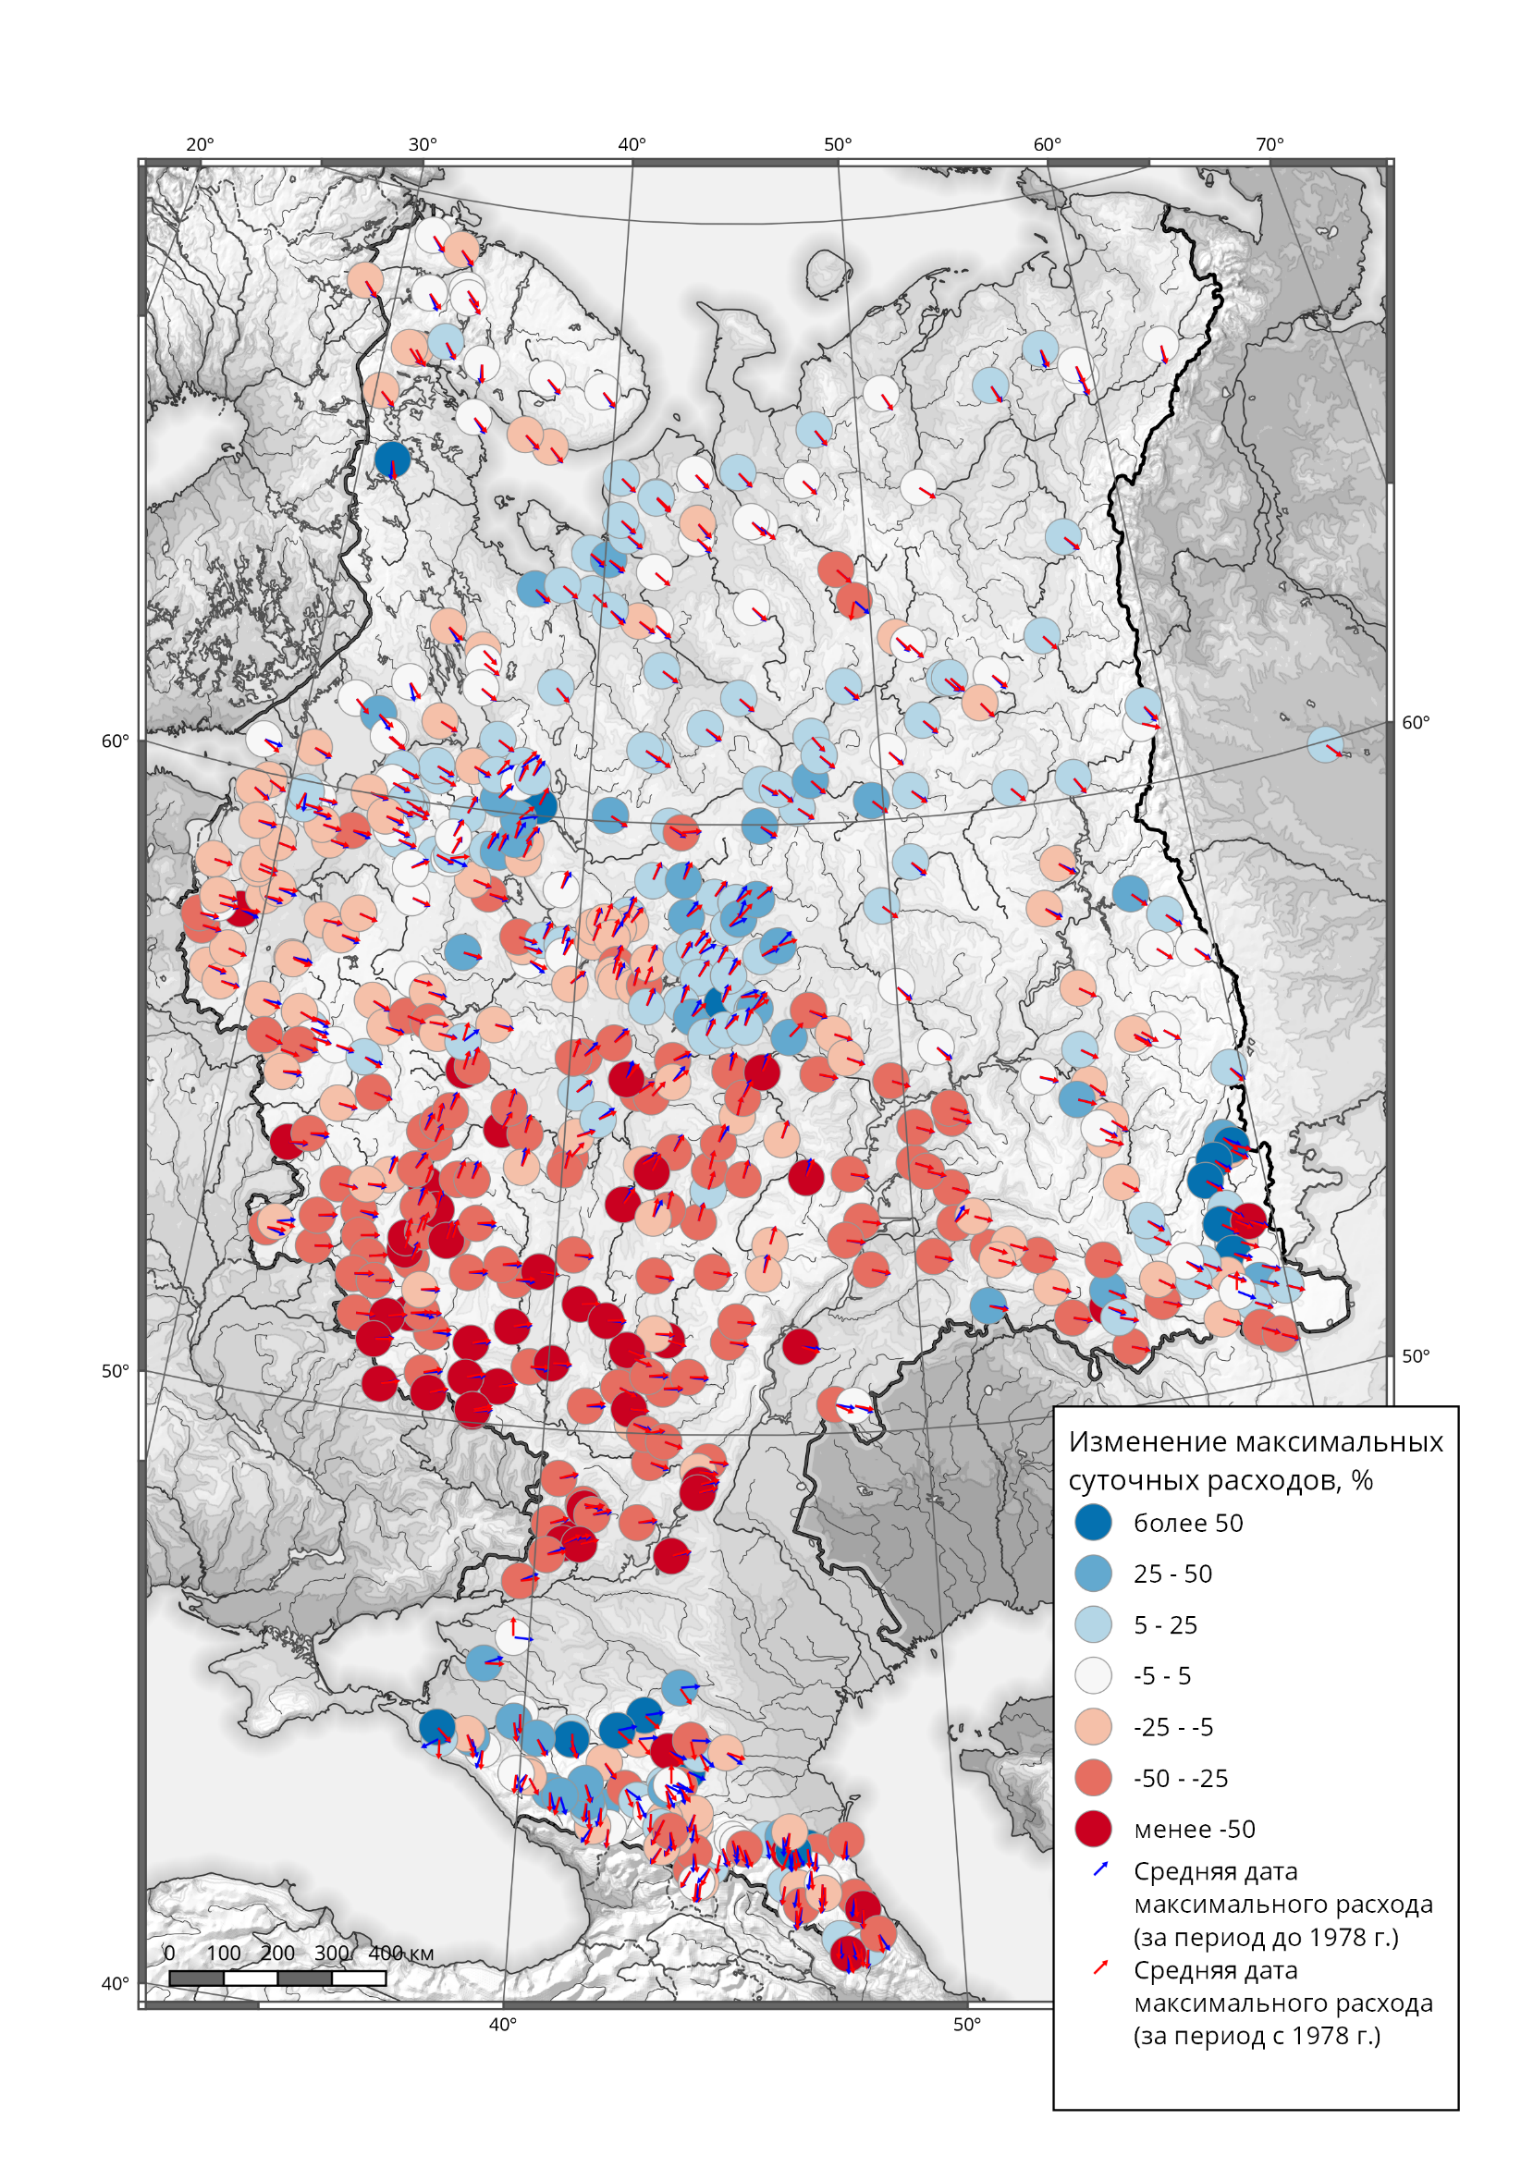 20° 30° 40° 50° 60° 70°
60° 60°
50° 50°
40°
40° 50°
0 100 200 300 400 км
Изменение максимальных
суточных расходов, %
более 50
25 - 50
5 - 25
-5 - 5
-25 - -5
-50 - -25
менее -50
Средняя дата
максимального расхода
(за период до 1978 г.)
Средняя дата
максимального расхода
(за период с 1978 г.)